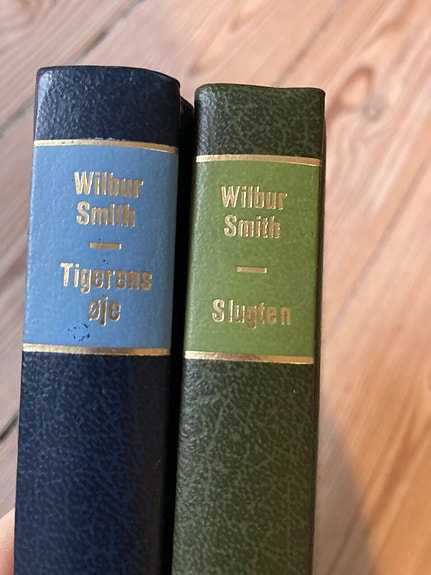 Wilbur
Smith
Tigerens
øje
Wilbur
Smith
Slugten